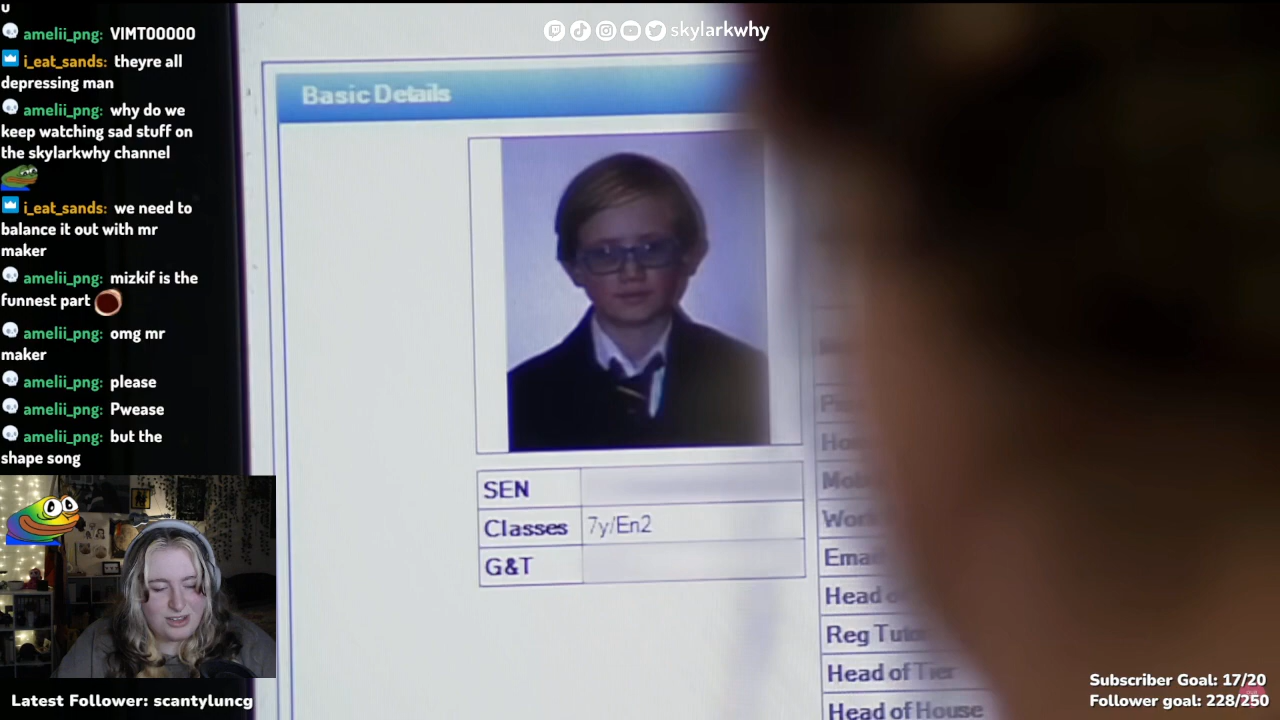 u
amelii_png: VIMTOOOOO
i_eat_sands: theyre all
depressing man
amelii_png: why do we
keep watching sad stuff on
the skylarkwhy channel
i_eat_sands: we need to
balance it out with mr
maker
amelii_png: mizkif is the
funnest part
amelii_png: omg mr
maker
amelii_png: please
amelii_png: Pwease
amelii_png: but the
shape song
Latest Follower: scantyluncg
skylarkwhy
Basic Details
SEN
Classes 7y/En2
G&T
Reg Tutor
Head of Tier
Head of House
Subscriber Goal: 17/20
Follower goal: 228/250